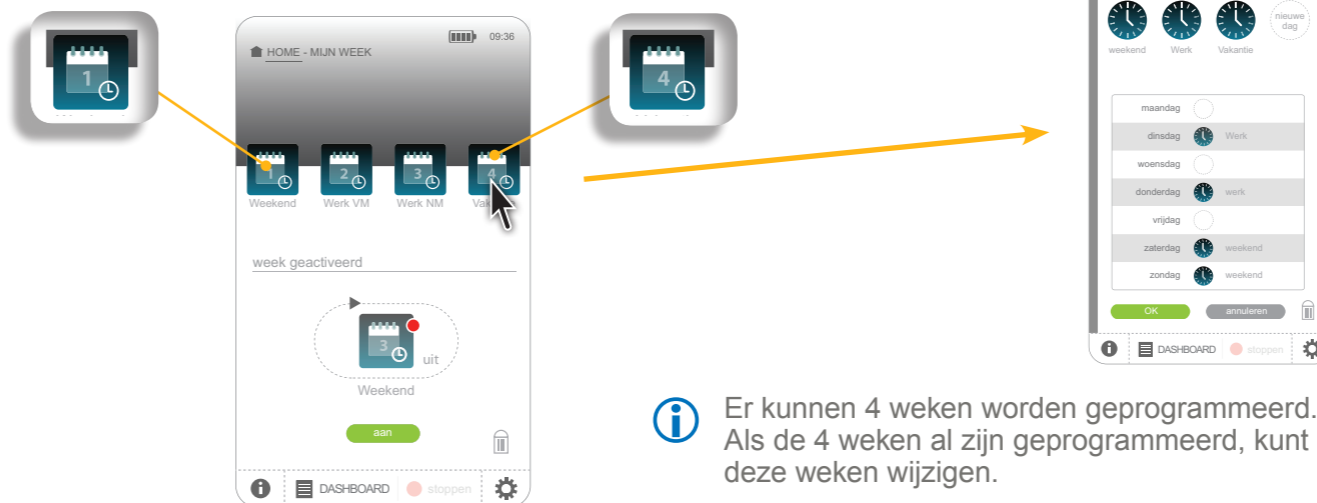 1
4
09:36
HOME - MIJN WEEK
1
2
3
4
Weekend
Werk VM
Werk NM
week geactiveerd
3
uit
Weekend
aan
DASHBOARD
stoppen
weekend
Werk
Vakantie
nieuwe
dag
maandag
dinsdag Werk
woensdag
donderdag werk
vrijdag
zaterdag weekend
zondag weekend
OK
annuleren
DASHBOARD
stoppen
Er kunnen 4 weken worden geprogrammeerd.
Als de 4 weken al zijn geprogrammeerd, kunt
deze weken wijzigen.